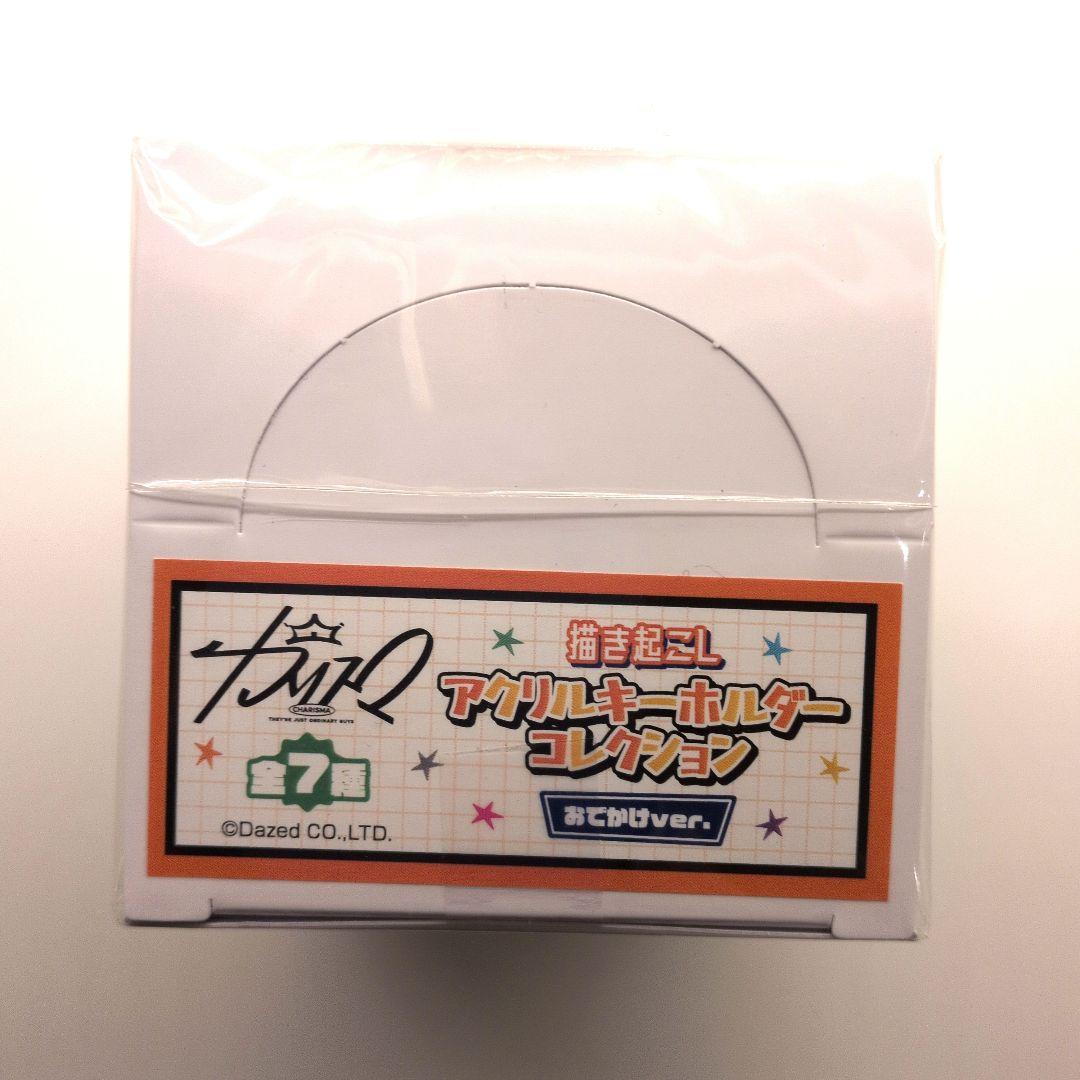 カリスマ
CHARISMA
THEY'RE JUST ORDINARY GUYS
全7種
©Dazed CO.,LTD.
描き起こし
アクリルキーホルダー
コレクション
おでかけver.